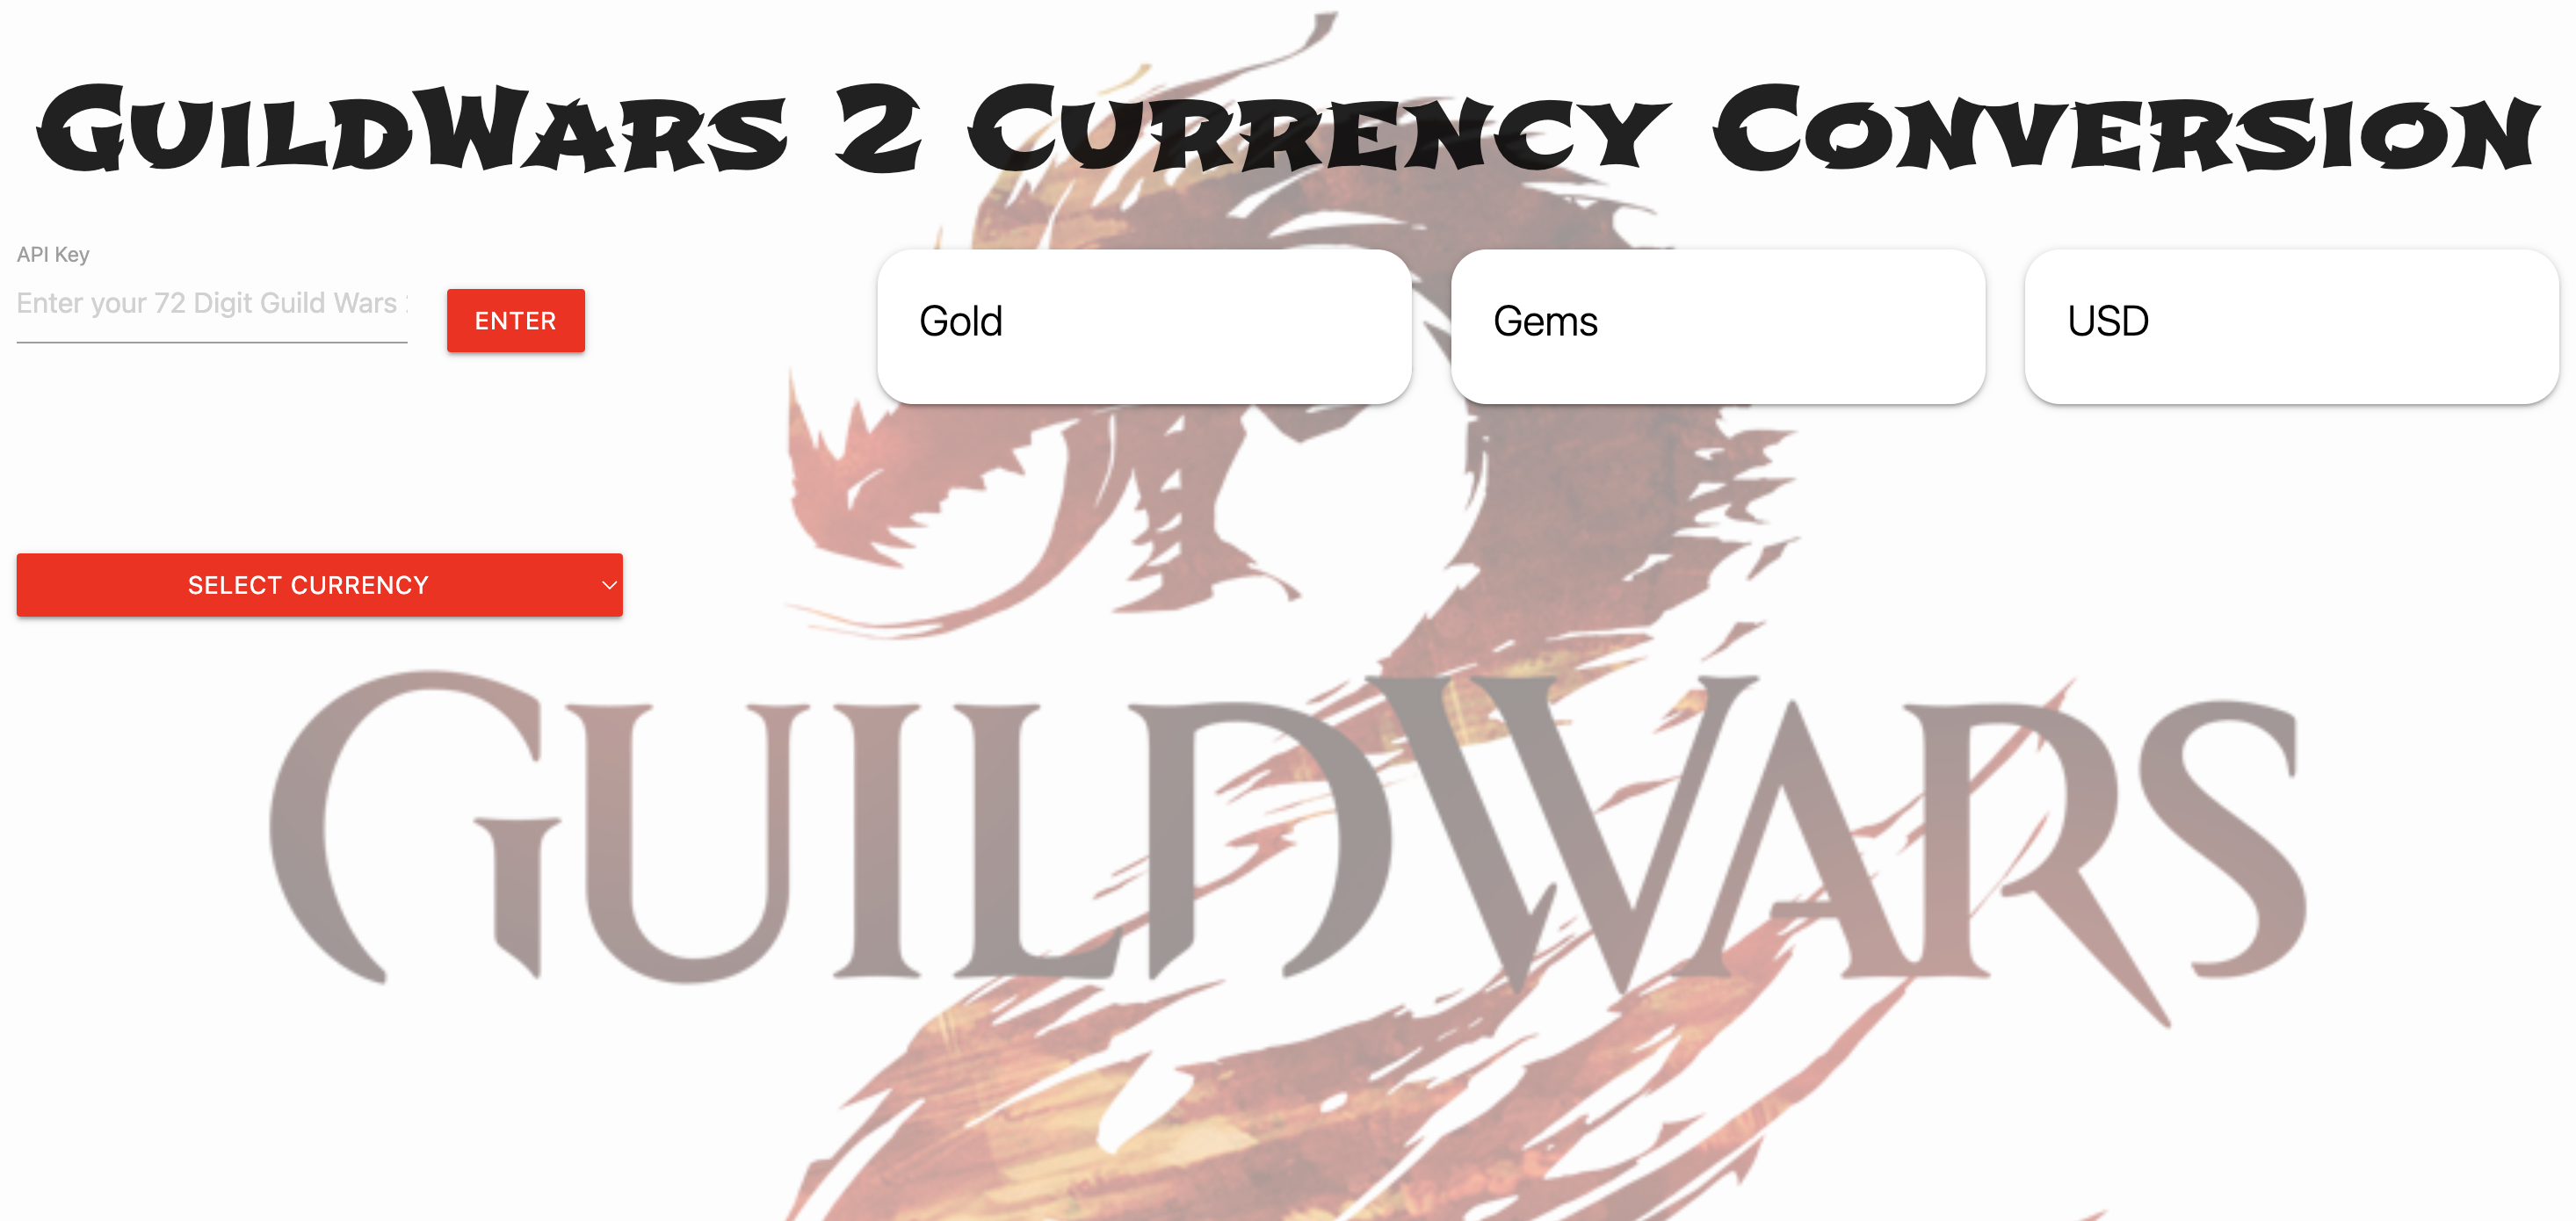 GuildWars 2 Currency Conversion
API Key
Enter your 72 Digit Guild Wars
ENTER
Gold
Gems
USD
SELECT CURRENCY
GUILDWARS